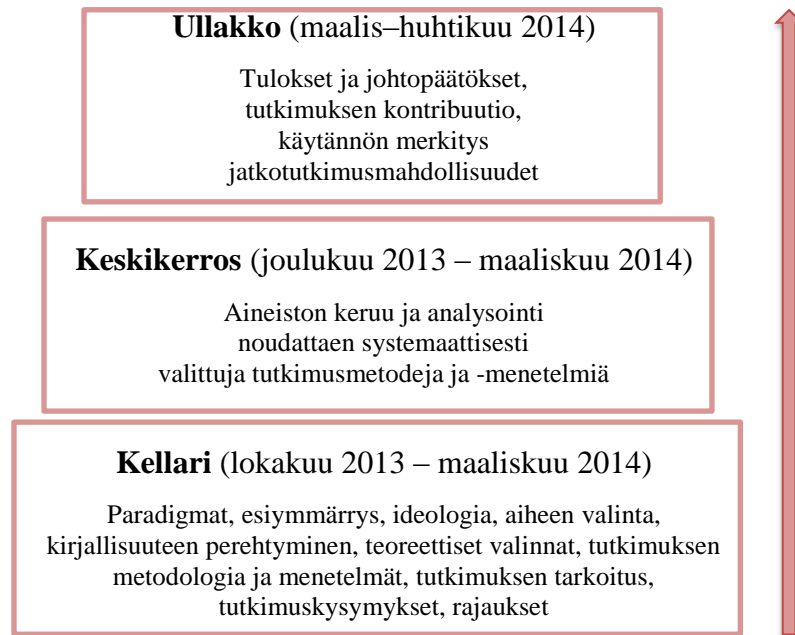 Ullakko (maalis–huhtikuu 2014)
Tulokset ja johtopäätökset,
tutkimuksen kontribuutio,
käytännön merkitys
jatkotutkimusmahdollisuudet
Keskikerros (joulukuu 2013 – maaliskuu 2014)
Aineiston keruu ja analysointi
noudattaen systemaattisesti
valittuja tutkimusmetodeja ja -menetelmiä
Kellari (lokakuu 2013 – maaliskuu 2014)
Paradigmat, esiymmärrys, ideologia, aiheen valinta,
kirjallisuuteen perehtyminen, teoreettiset valinnat, tutkimuksen
metodologia ja menetelmät, tutkimuksen tarkoitus,
tutkimuskysymykset, rajaukset